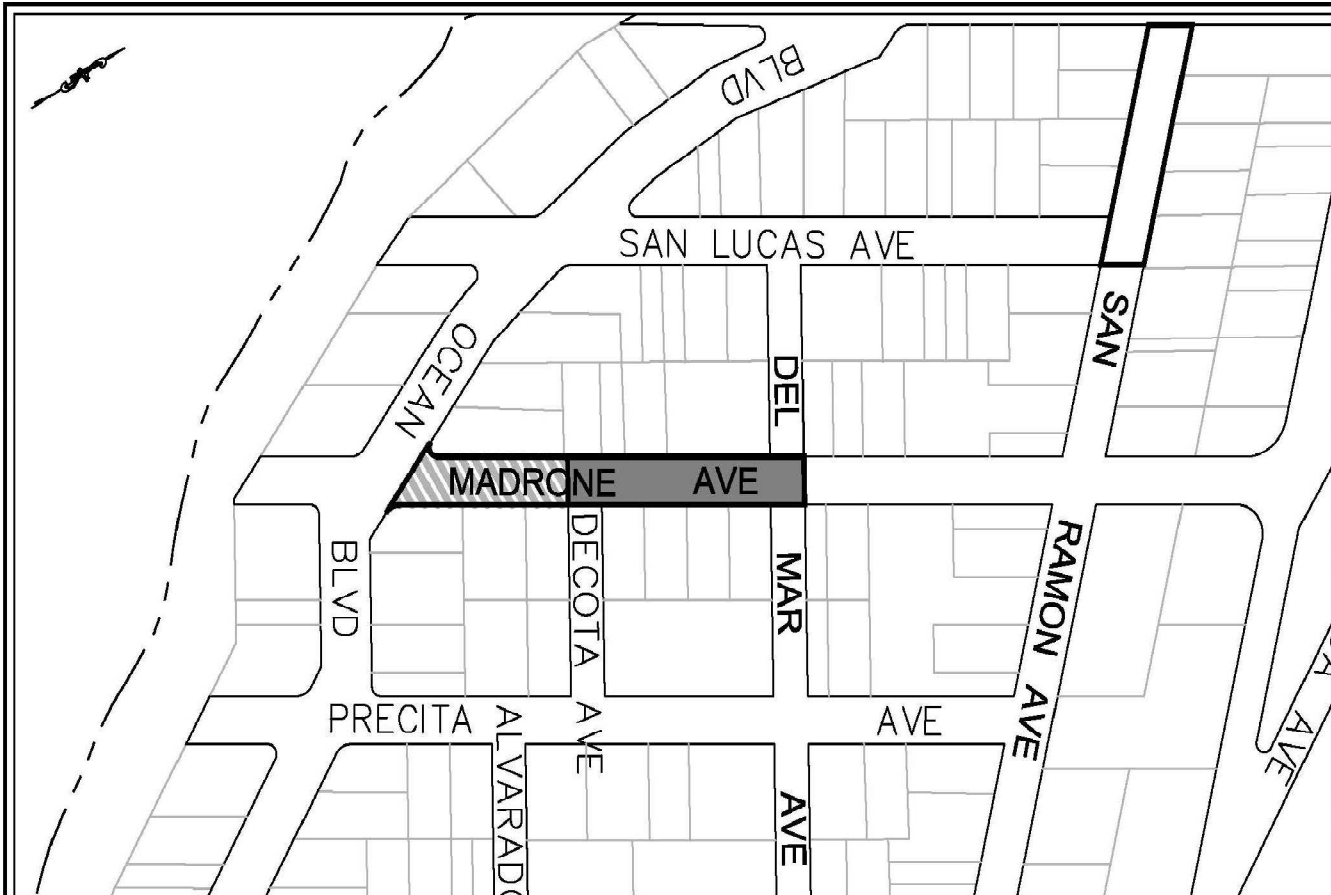 BLVD
SAN LUCAS AVE
SAN
OCEAN
DEL
MADRONE AVE
DECOTA AVE
BLVD
MAR
RAMON AVE
PRECITA AVE
ALVARADO
AVE
AVE